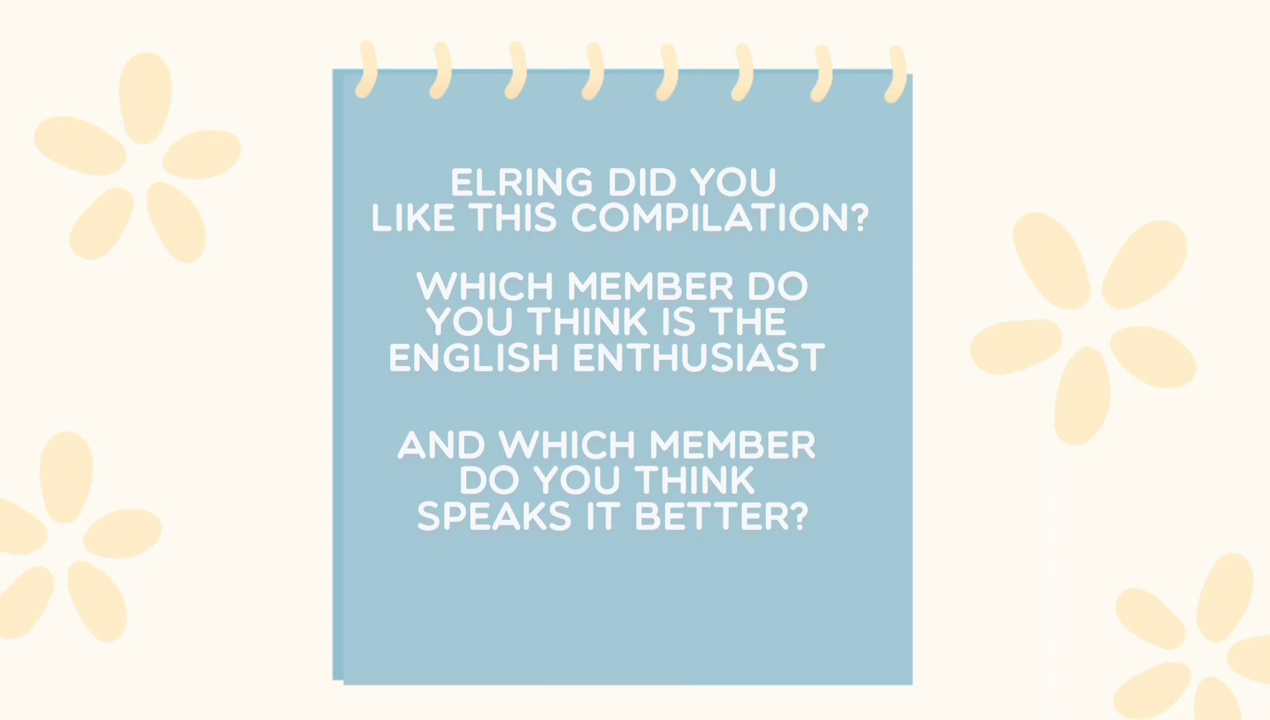 ELRING DID YOU
LIKE THIS COMPILATION?
WHICH MEMBER DO
YOU THINK IS THE
ENGLISH ENTHUSIAST
AND WHICH MEMBER
DO YOU THINK
SPEAKS IT BETTER?